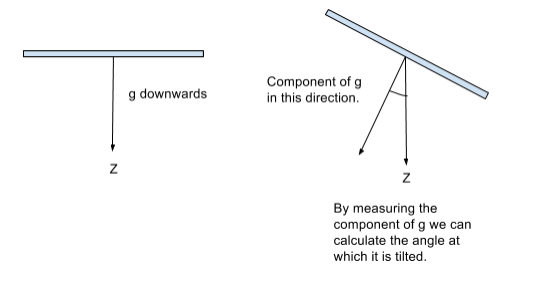 g downwards
Z
Component of g
in this direction.
Z
By measuring the
component of g we can
calculate the angle at
which it is tilted.